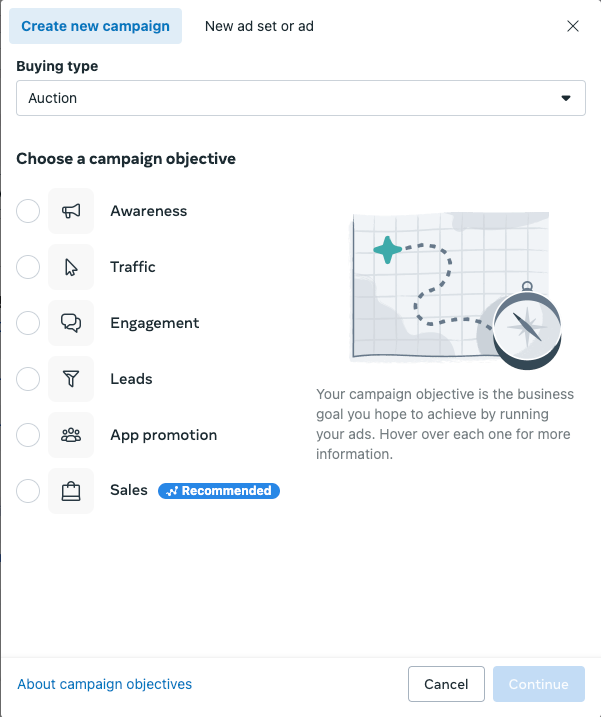 Create new campaign
New ad set or ad
Buying type
Auction
Choose a campaign objective
Awareness
Traffic
Engagement
Leads
App promotion
Sales Recommended
Your campaign objective is the business
goal you hope to achieve by running
your ads. Hover over each one for more
information.
About campaign objectives
Cancel
Continue